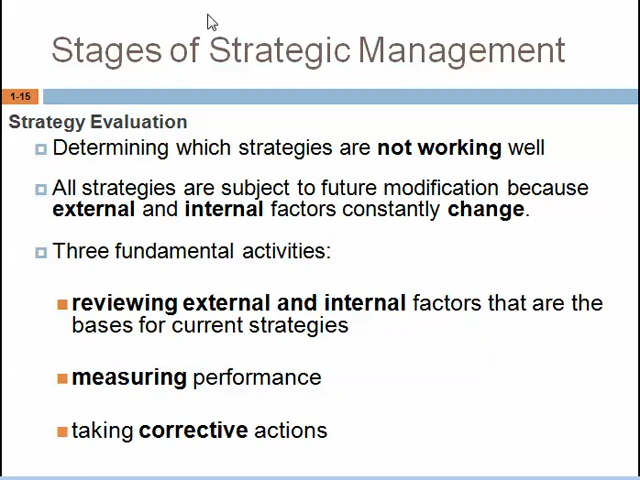 Stages of Strategic Management
1-15
Strategy Evaluation
Determining which strategies are not working well
All strategies are subject to future modification because
external and internal factors constantly change.
Three fundamental activities:
reviewing external and internal factors that are the
bases for current strategies
measuring performance
taking corrective actions